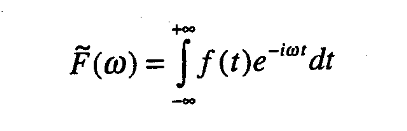 F̃(ω) = ∫_{-∞}^{+∞} f(t)e^{-iωt} dt